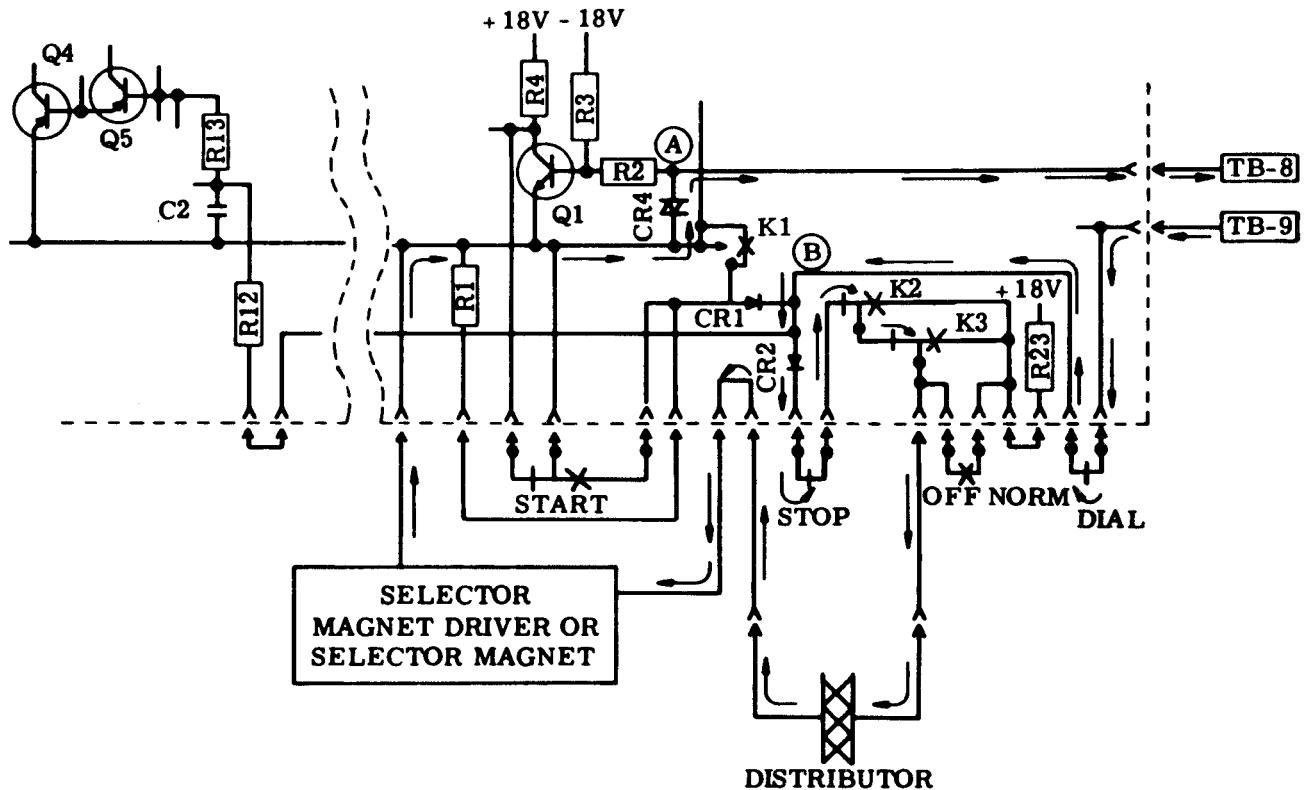 + 18V - 18V
Q4
Q5
R13
C2
R12
R4
R3
A
R2
Q1
CR4
K1
TB-8
TB-9
B
R1
CR1
K2
+ 18V
K3
CR2
R23
START
STOP
OFF NORM
DIAL
SELECTOR
MAGNET DRIVER OR
SELECTOR MAGNET
DISTRIBUTOR